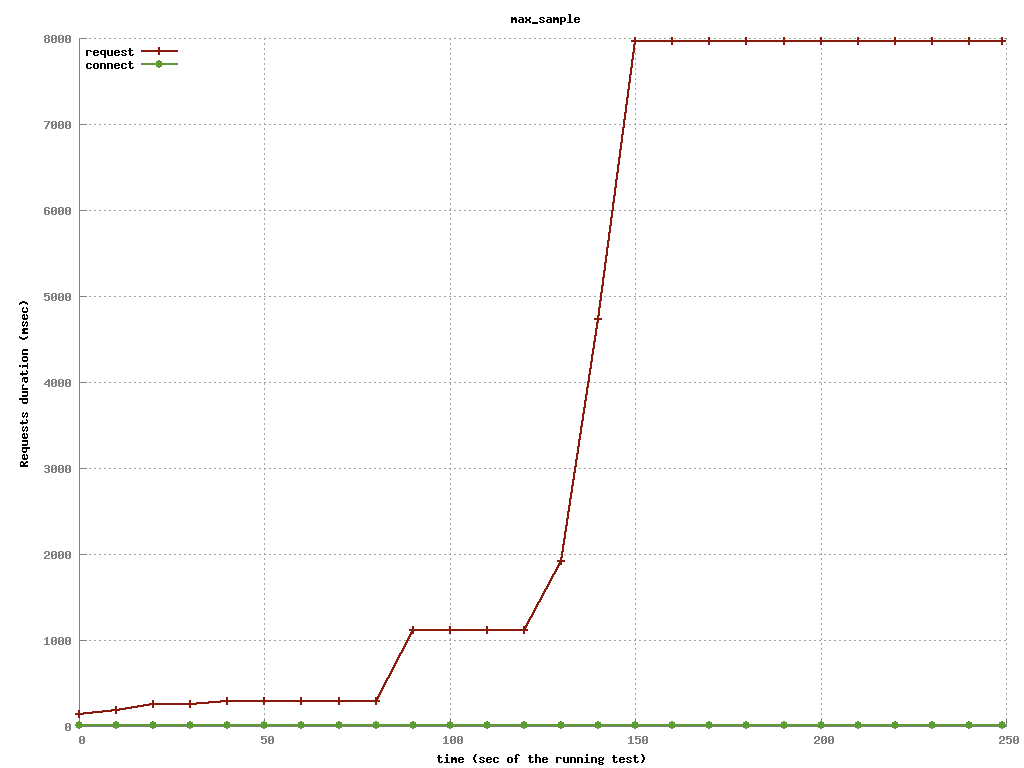 max_sample
request
connect
8000
7000
6000
5000
4000
3000
2000
1000
0
Requests duration (msec)
0 50 100 150 200 250
time (sec of the running test)